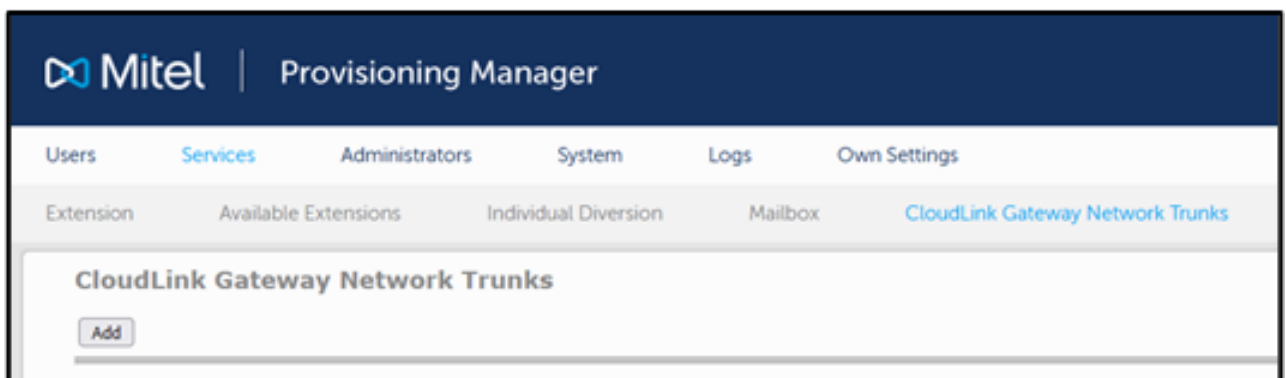 Mitel | Provisioning Manager
Users Services Administrators System Logs Own Settings
Extension Available Extensions Individual Diversion Mailbox CloudLink Gateway Network Trunks
CloudLink Gateway Network Trunks
Add